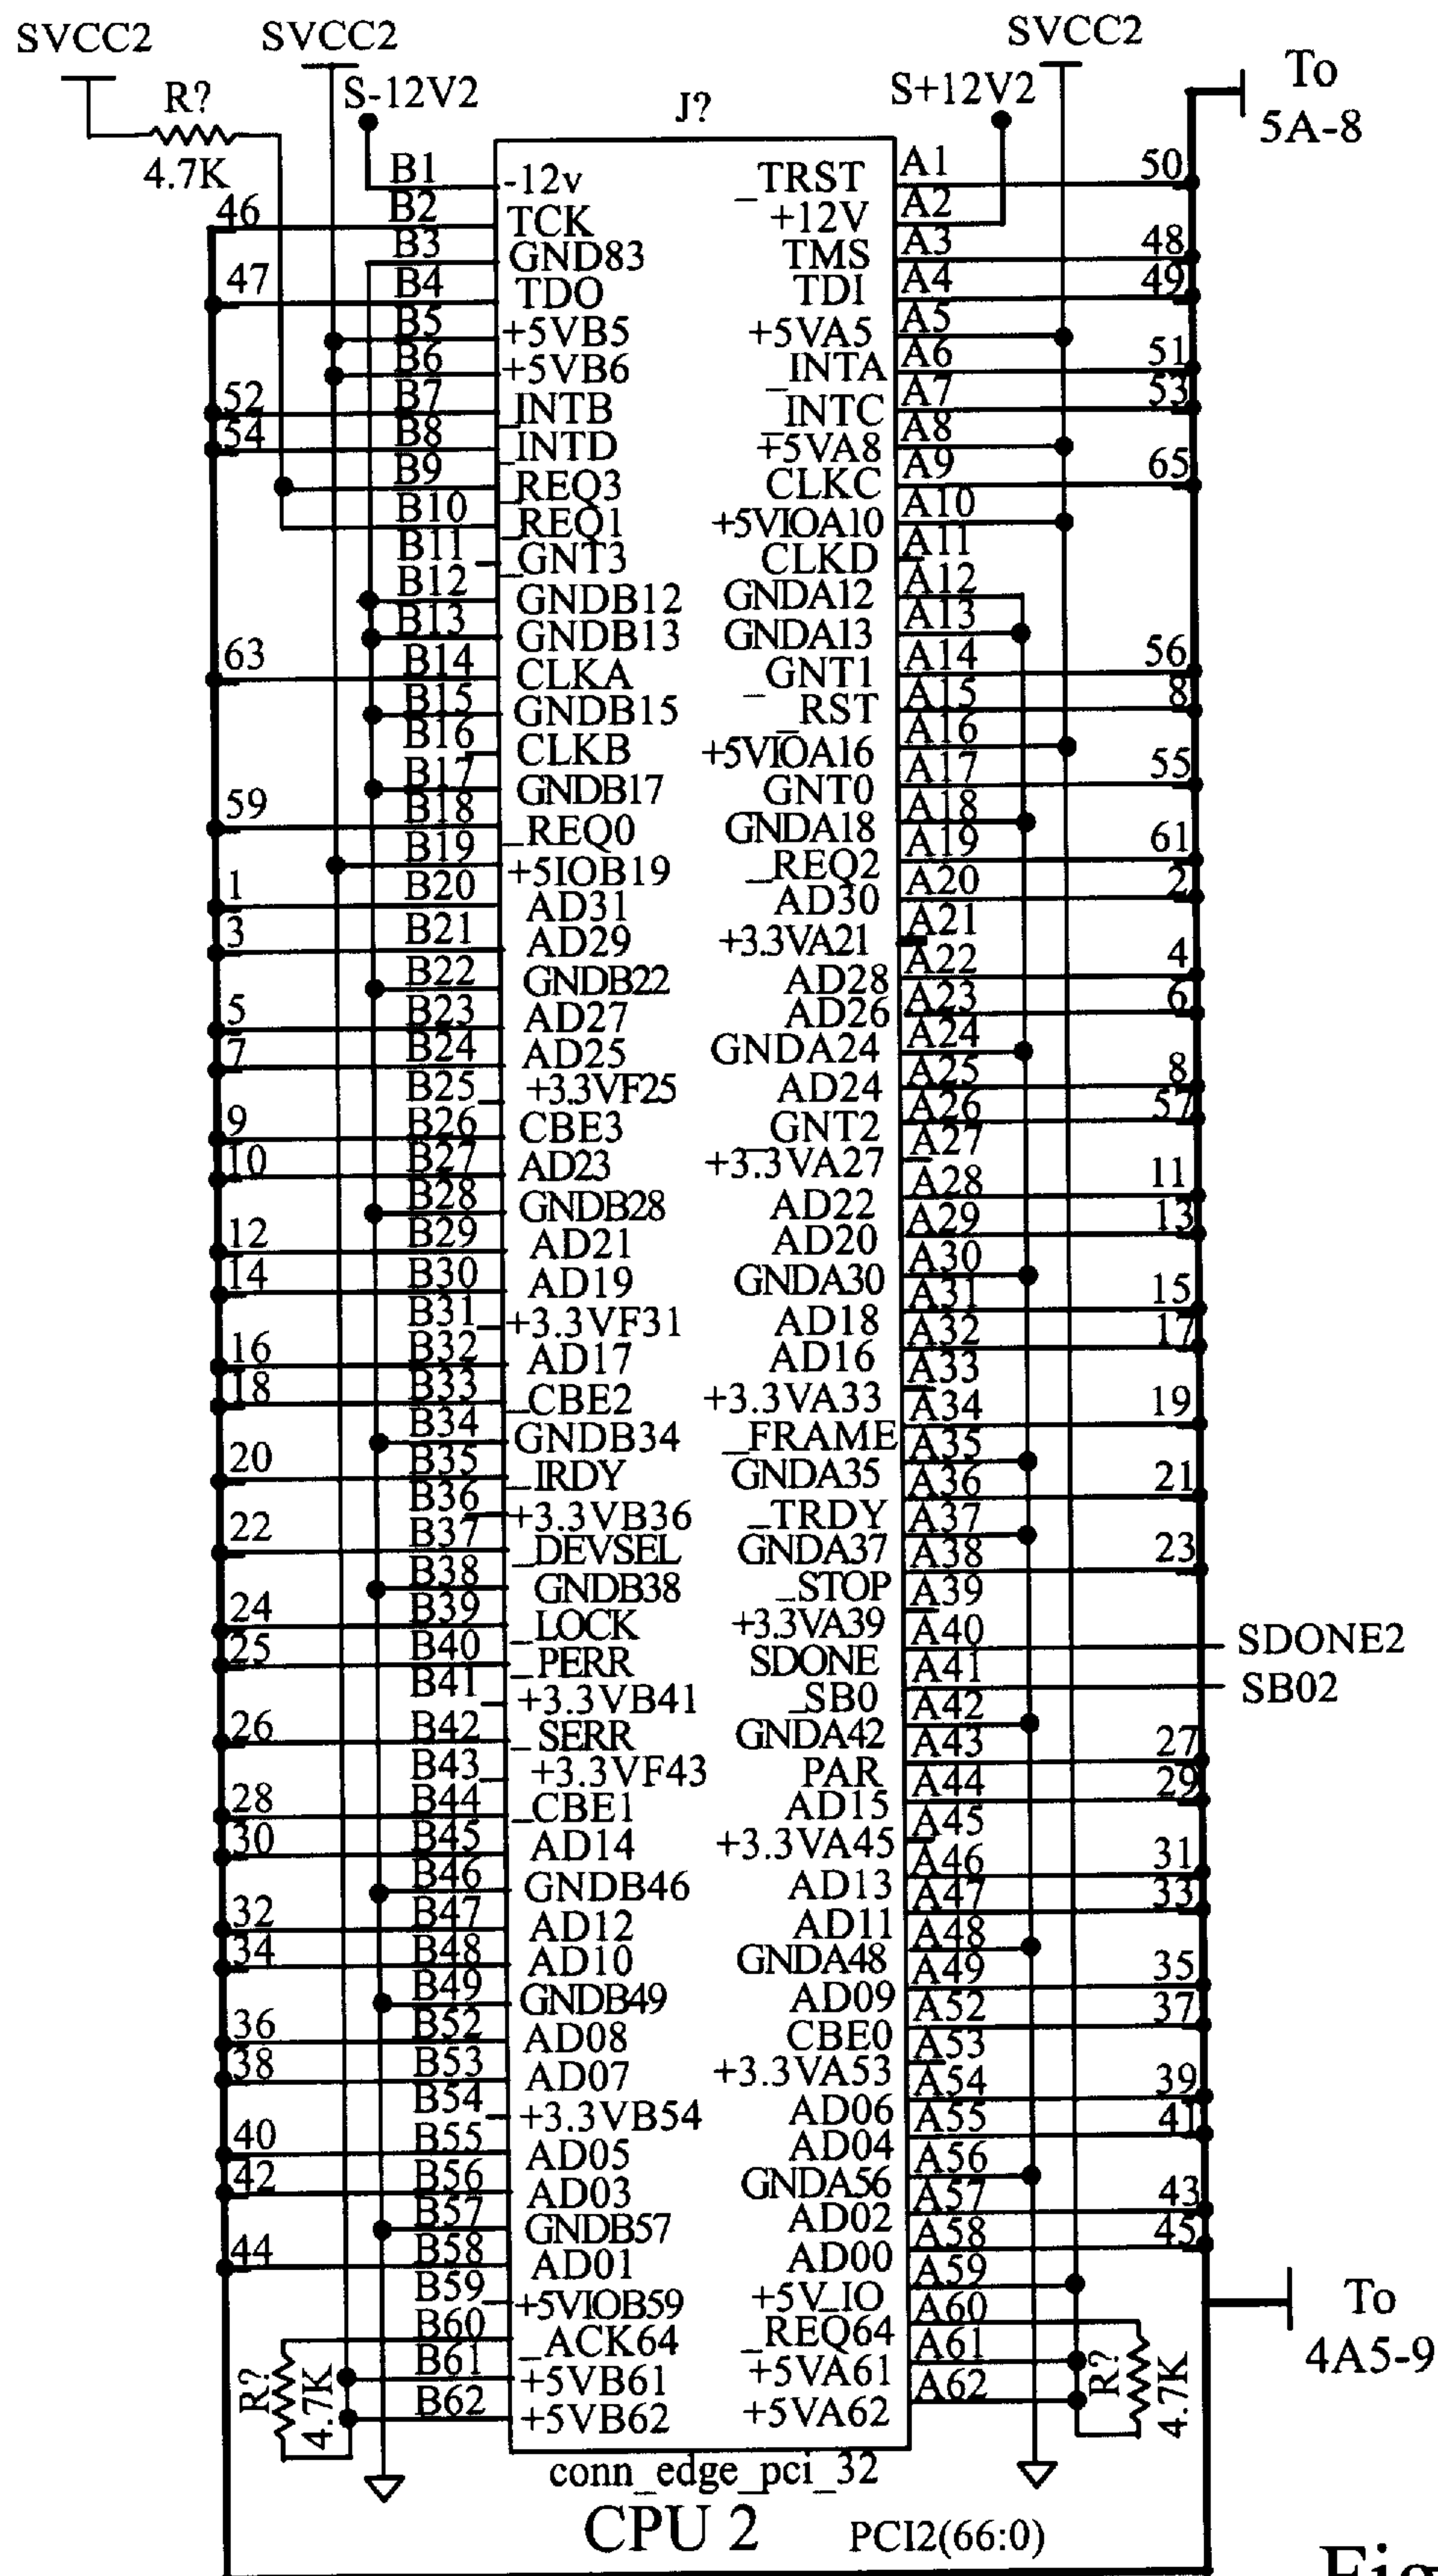 SVCC2 SVCC2 SVCC2
S-12V2 S+12V2 To
R? J? 5A-8
4.7K
B1 -12v _TRST A1 50
46 B2 TCK +12V A2
B3 GND83 TMS A3 48
47 B4 TDO TDI A4 49
B5 +5VB5 +5VA5 A5
B6 +5VB6 _INTA A6 51
52 B7 _INTB _INTC A7 53
54 B8 _INTD +5VA8 A8
B9 _REQ3 CLKC A9 65
B10 _REQ1 +5VIOA10 A10
B11 _GNT3 CLKD A11
B12 GNDB12 GNDA12 A12
B13 GNDB13 GNDA13 A13
63 B14 CLKA _GNT1 A14 56
B15 GNDB15 _RST A15 8
B16 CLKB +5VIOA16 A16
B17 GNDB17 GNT0 A17 55
59 B18 _REQ0 GNDA18 A18
B19 +5IOB19 _REQ2 A19 61
1 B20 AD31 AD30 A20 2
3 B21 AD29 +3.3VA21 A21
B22 GNDB22 AD28 A22 4
5 B23 AD27 AD26 A23 6
7 B24 AD25 GNDA24 A24
B25 +3.3VF25 AD24 A25 8
9 B26 CBE3 GNT2 A26 57
10 B27 AD23 +3.3VA27 A27
B28 GNDB28 AD22 A28 11
12 B29 AD21 AD20 A29 13
14 B30 AD19 GNDA30 A30
B31 +3.3VF31 AD18 A31 15
16 B32 AD17 AD16 A32 17
18 B33 _CBE2 +3.3VA33 A33
B34 GNDB34 _FRAME A34 19
20 B35 _IRDY GNDA35 A35
B36 +3.3VB36 _TRDY A36 21
22 B37 _DEVSEL GNDA37 A37
B38 GNDB38 _STOP A38 23
24 B39 _LOCK +3.3VA39 A39
25 B40 _PERR SDONE A40 SDONE2
B41 +3.3VB41 _SB0 A41 SB02
26 B42 _SERR GNDA42 A42
B43 +3.3VF43 PAR A43 27
28 B44 _CBE1 AD15 A44 29
30 B45 AD14 +3.3VA45 A45
B46 GNDB46 AD13 A46 31
32 B47 AD12 AD11 A47 33
34 B48 AD10 GNDA48 A48
B49 GNDB49 AD09 A49 35
36 B52 AD08 CBE0 A52 37
38 B53 AD07 +3.3VA53 A53
B54 +3.3VB54 AD06 A54 39
40 B55 AD05 AD04 A55 41
42 B56 AD03 GNDA56 A56
B57 GNDB57 AD02 A57 43
44 B58 AD01 AD00 A58 45
B59 +5VIOB59 +5V_IO A59 To
B60 _ACK64 _REQ64 A60 4A5-9
B61 +5VB61 +5VA61 A61
B62 +5VB62 +5VA62 A62
R? 4.7K R? 4.7K
conn_edge_pci_32
CPU 2 PCI2(66:0)